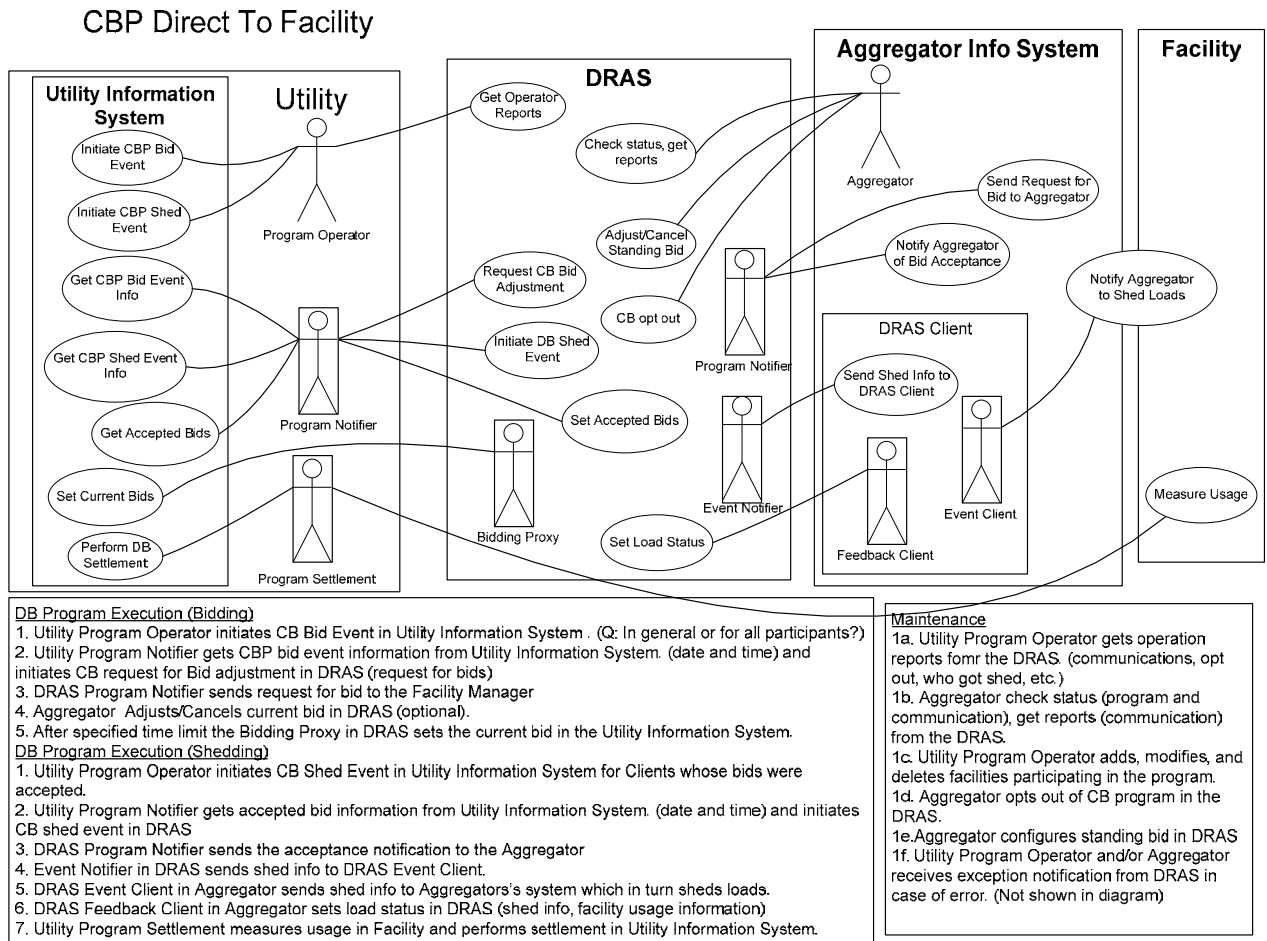 CBP Direct To Facility
Utility Information
System
Utility
Initiate CBP Bid
Event
Initiate CBP Shed
Event
Program Operator
Get CBP Bid Event
Info
Get CBP Shed Event
Info
Get Accepted Bids
Program Notifier
Set Current Bids
Perform DB
Settlement
Program Settlement
DRAS
Get Operator
Reports
Check status, get
reports
Adjust/Cancel
Standing Bid
Request CB Bid
Adjustment
CB opt out
Initiate DB Shed
Event
Program Notifier
Set Accepted Bids
Bidding Proxy
Event Notifier
Set Load Status
Aggregator Info System
Aggregator
Send Request for
Bid to Aggregator
Notify Aggregator
of Bid Acceptance
DRAS Client
Send Shed Info to
DRAS Client
Event Client
Feedback Client
Facility
Notify Aggregator
to Shed Loads
Measure Usage
DB Program Execution (Bidding)
1. Utility Program Operator initiates CB Bid Event in Utility Information System . (Q: In general or for all participants?)
2. Utility Program Notifier gets CBP bid event information from Utility Information System. (date and time) and
initiates CB request for Bid adjustment in DRAS (request for bids)
3. DRAS Program Notifier sends request for bid to the Facility Manager
4. Aggregator Adjusts/Cancels current bid in DRAS (optional).
5. After specified time limit the Bidding Proxy in DRAS sets the current bid in the Utility Information System.
DB Program Execution (Shedding)
1. Utility Program Operator initiates CB Shed Event in Utility Information System for Clients whose bids were
accepted.
2. Utility Program Notifier gets accepted bid information from Utility Information System. (date and time) and initiates
CB shed event in DRAS
3. DRAS Program Notifier sends the acceptance notification to the Aggregator
4. Event Notifier in DRAS sends shed info to DRAS Event Client.
5. DRAS Event Client in Aggregator sends shed info to Aggregators's system which in turn sheds loads.
6. DRAS Feedback Client in Aggregator sets load status in DRAS (shed info, facility usage information)
7. Utility Program Settlement measures usage in Facility and performs settlement in Utility Information System.
Maintenance
1a. Utility Program Operator gets operation
reports fomr the DRAS. (communications, opt
out, who got shed, etc.)
1b. Aggregator check status (program and
communication), get reports (communication)
from the DRAS.
1c. Utility Program Operator adds, modifies, and
deletes facilities participating in the program.
1d. Aggregator opts out of CB program in the
DRAS.
1e.Aggregator configures standing bid in DRAS
1f. Utility Program Operator and/or Aggregator
receives exception notification from DRAS in
case of error. (Not shown in diagram)